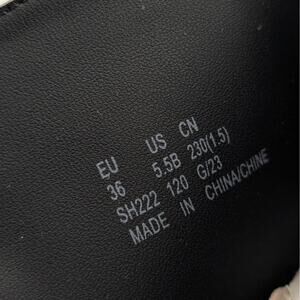 EU US CN
36 5.5B 230(1.5)
SH222 120 G/23
MADE IN CHINA/CHINE